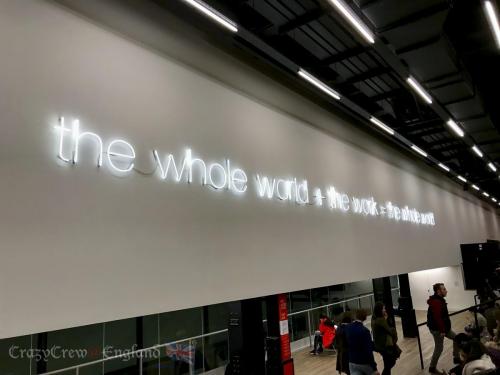 the whole world + the work = the whole world
CrazyCrew@England